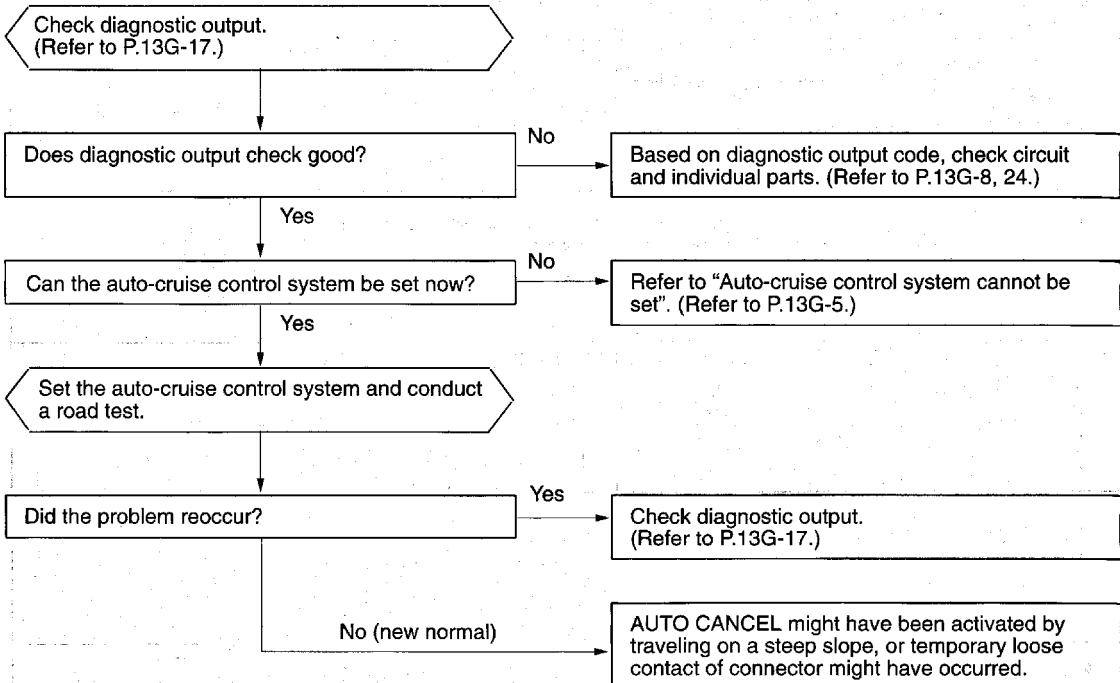 Check diagnostic output.
(Refer to P.13G-17.)
Does diagnostic output check good?
No
Based on diagnostic output code, check circuit
and individual parts. (Refer to P.13G-8, 24.)
Yes
Can the auto-cruise control system be set now?
No
Refer to “Auto-cruise control system cannot be
set”. (Refer to P.13G-5.)
Yes
Set the auto-cruise control system and conduct
a road test.
Did the problem reoccur?
Yes
Check diagnostic output.
(Refer to P.13G-17.)
No (new normal)
AUTO CANCEL might have been activated by
traveling on a steep slope, or temporary loose
contact of connector might have occurred.